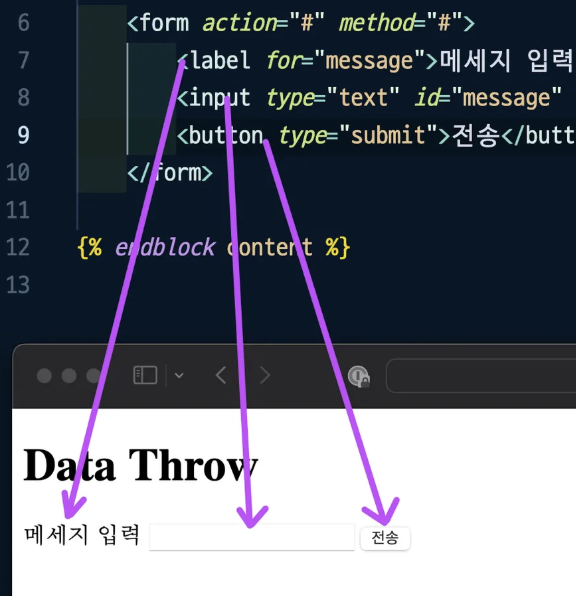 6 <form action="#" method="#">
7 <label for="message">메세지 입력
8 <input type="text" id="message"
9 <button type="submit">전송</butt
10 </form>
11
12 {% endblock content %}
13
Data Throw
메세지 입력 전송